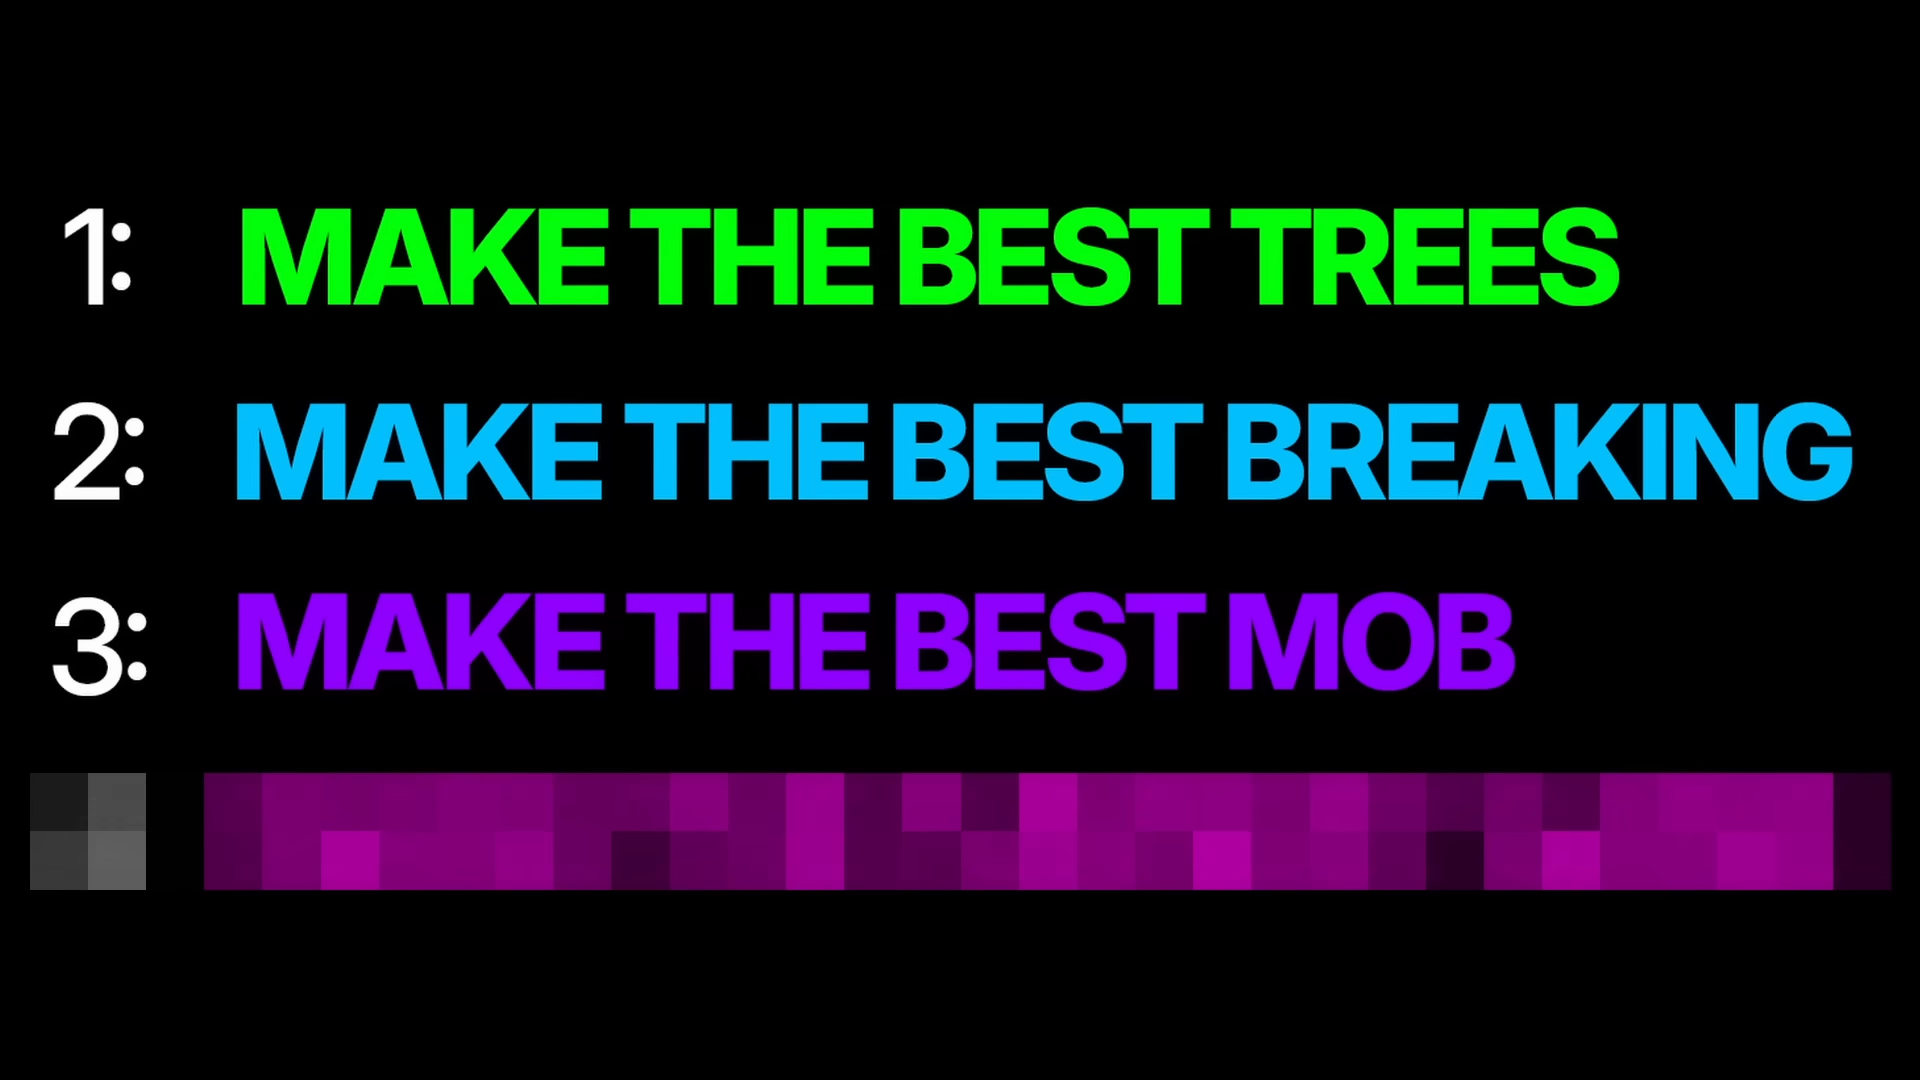 1: MAKE THE BEST TREES
2: MAKE THE BEST BREAKING
3: MAKE THE BEST MOB